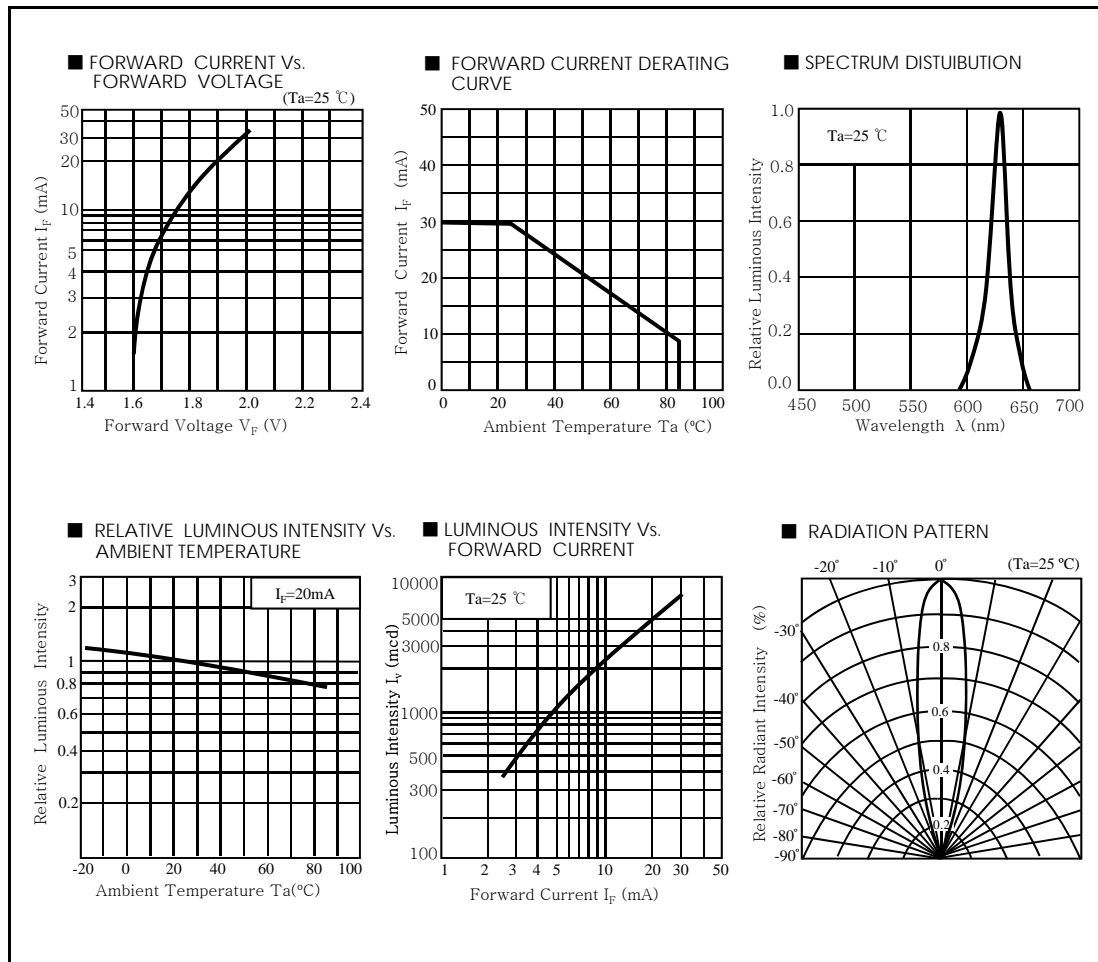 ■ FORWARD CURRENT Vs.
FORWARD VOLTAGE
(Ta=25 ℃)
50
30
20
10
5
4
3
2
1
1.4 1.6 1.8 2.0 2.2 2.4
Forward Current IF (mA)
Forward Voltage VF (V)
■ FORWARD CURRENT DERATING
CURVE
50
40
30
20
10
0
0 20 40 60 80 100
Forward Current IF (mA)
Ambient Temperature Ta (ºC)
■ SPECTRUM DISTUIBUTION
Ta=25 ℃
1.0
0.8
0.6
0.4
0.2
0.0
450 500 550 600 650 700
Relative Luminous Intensity
Wavelength λ (nm)
■ RELATIVE LUMINOUS INTENSITY Vs.
AMBIENT TEMPERATURE
IF=20mA
3
2
1
0.8
0.6
0.4
0.2
-20 0 20 40 60 80 100
Relative Luminous Intensity
Ambient Temperature Ta(ºC)
■ LUMINOUS INTENSITY Vs.
FORWARD CURRENT
Ta=25 ℃
10000
5000
3000
1000
500
300
100
1 2 3 4 5 10 20 30 50
Luminous Intensity Iv (mcd)
Forward Current IF (mA)
■ RADIATION PATTERN
-20° -10° 0° (Ta=25 ºC)
-30°
-40°
-50°
-60°
-70°
-80°
-90°
0.8
0.6
0.4
0.2
Relative Radiant Intensity (%)